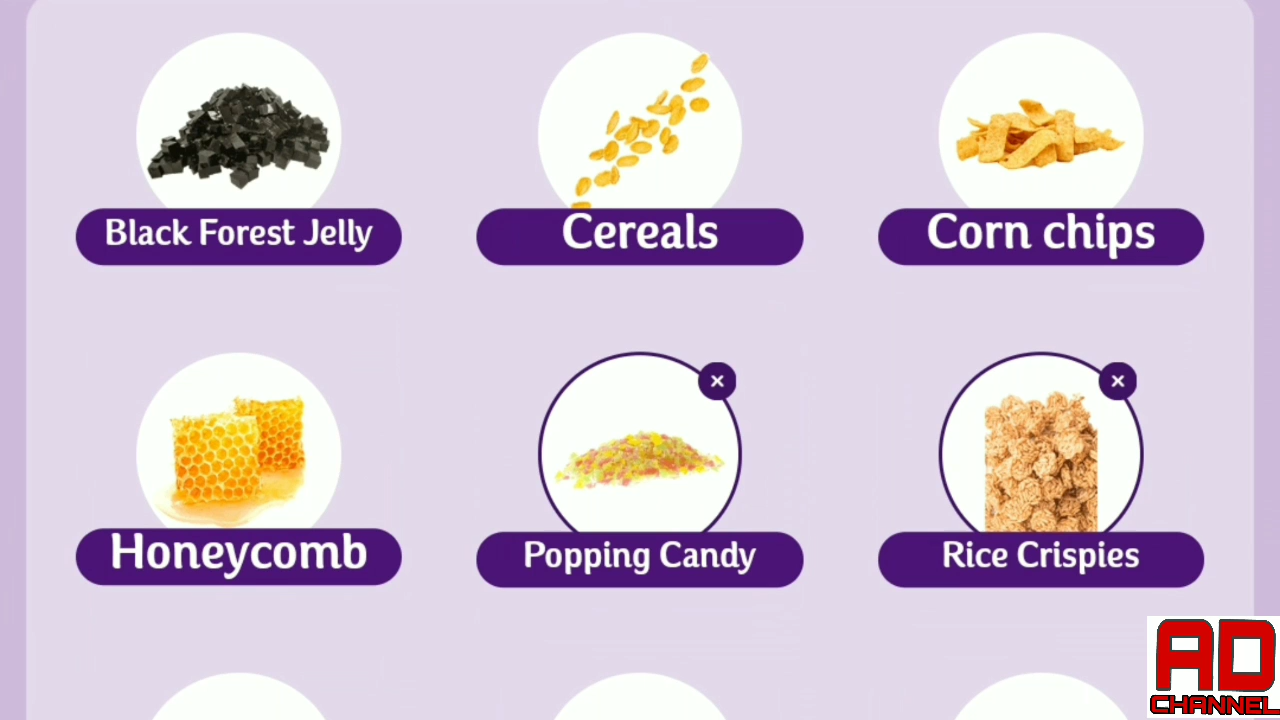 Black Forest Jelly
Cereals
Corn chips
Honeycomb
Popping Candy
Rice Crispies
AD
CHANNEL